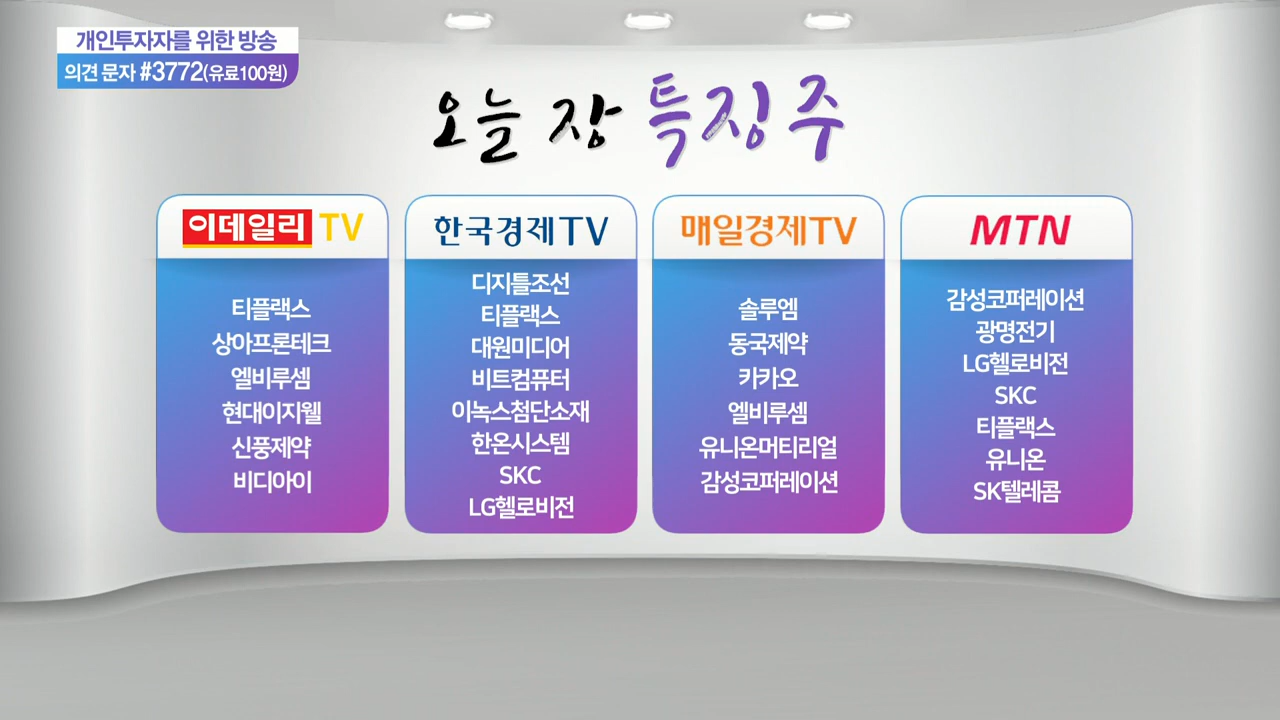 개인투자자를 위한 방송
의견 문자 #3772(유료100원)
오늘 장 특징주
이데일리 TV
티플랙스
상아프론테크
엘비루셈
현대이지웰
신풍제약
비디아이
한국경제TV
디지틀조선
티플랙스
대원미디어
비트컴퓨터
이녹스첨단소재
한온시스템
SKC
LG헬로비전
매일경제TV
솔루엠
동국제약
카카오
엘비루셈
유니온머티리얼
감성코퍼레이션
MTN
감성코퍼레이션
광명전기
LG헬로비전
SKC
티플랙스
유니온
SK텔레콤